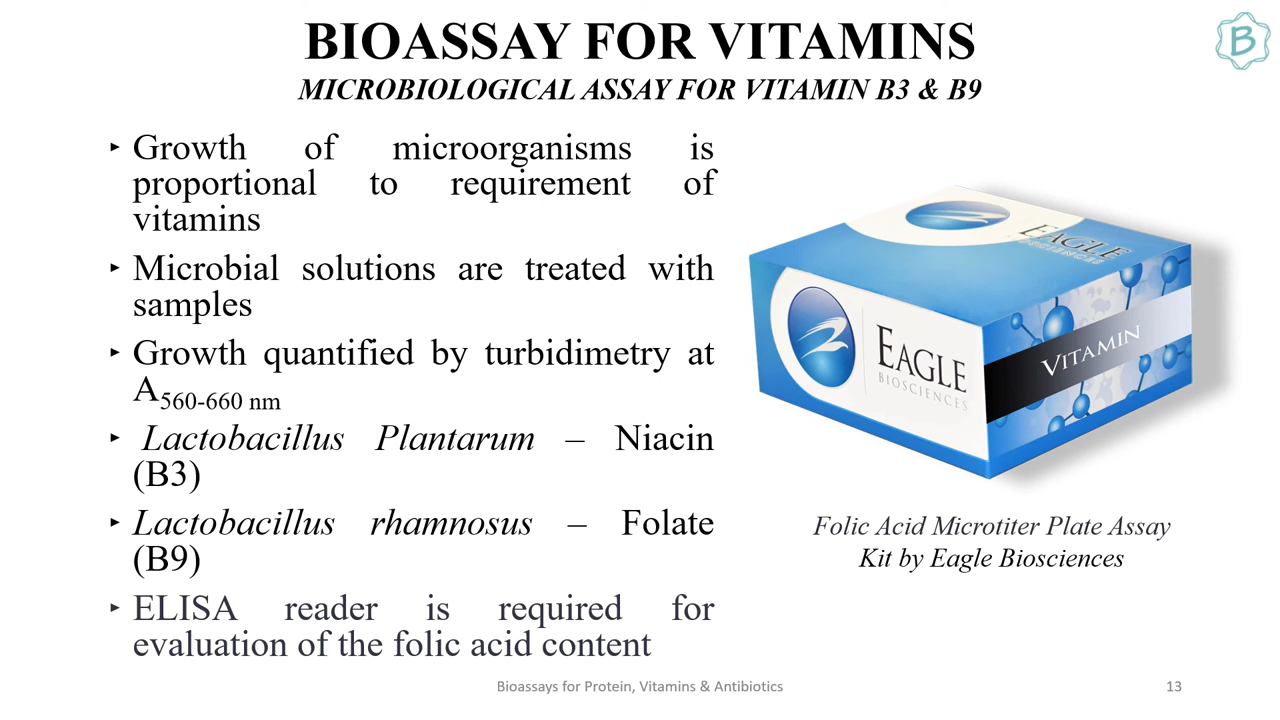 BIOASSAY FOR VITAMINS
B
MICROBIOLOGICAL ASSAY FOR VITAMIN B3 & B9
‣ Growth of microorganisms is
proportional to requirement of
vitamins
‣ Microbial solutions are treated with
samples
‣ Growth quantified by turbidimetry at
A560-660 nm
‣ Lactobacillus Plantarum – Niacin
(B3)
‣ Lactobacillus rhamnosus – Folate
(B9)
‣ ELISA reader is required for
evaluation of the folic acid content
EAGLE
BIOSCIENCES
EAGLE
BIOSCIENCES
VITAMIN
Folic Acid Microtiter Plate Assay
Kit by Eagle Biosciences
Bioassays for Protein, Vitamins & Antibiotics
13